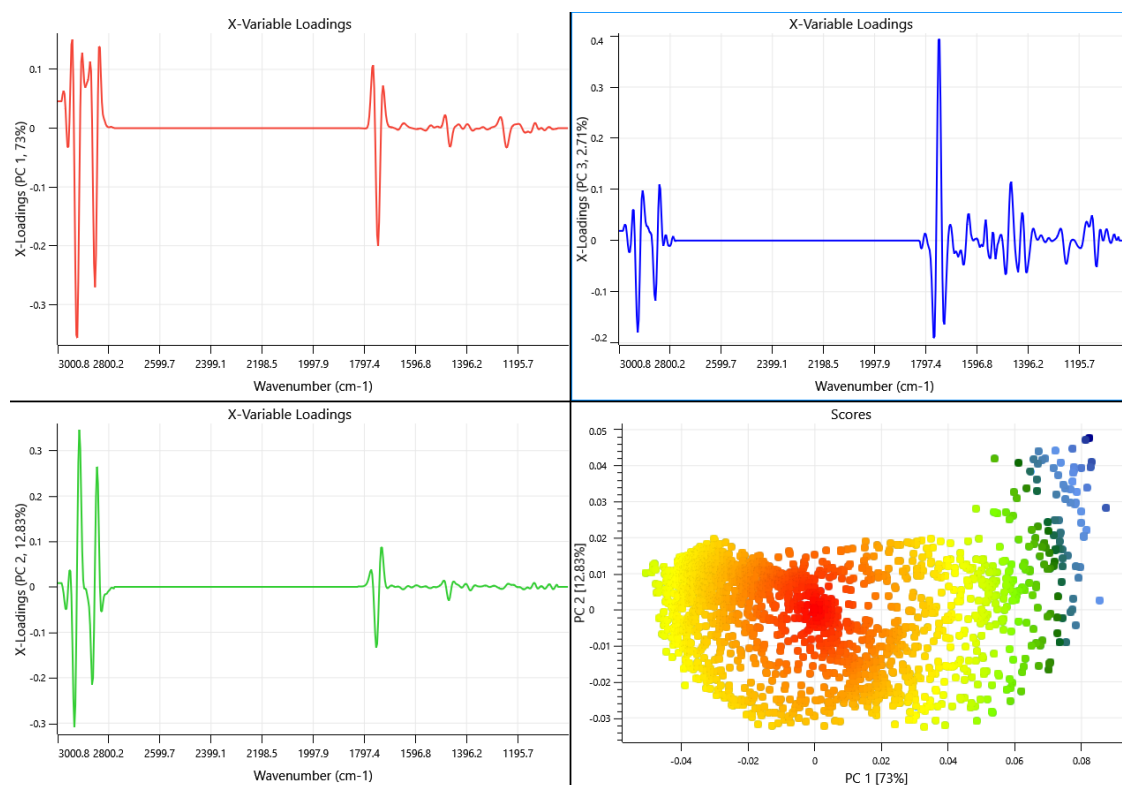 X-Variable Loadings
X-Loadings (PC 1, 73%)
0.1
0
-0.1
-0.2
-0.3
3000.8 2800.2 2599.7 2399.1 2198.5 1997.9 1797.4 1596.8 1396.2 1195.7
Wavenumber (cm-1)
X-Variable Loadings
X-Loadings (PC 3, 2.71%)
0.4
0.3
0.2
0.1
0
-0.1
-0.2
3000.8 2800.2 2599.7 2399.1 2198.5 1997.9 1797.4 1596.8 1396.2 1195.7
Wavenumber (cm-1)
X-Variable Loadings
X-Loadings (PC 2, 12.83%)
0.3
0.2
0.1
0
-0.1
-0.2
-0.3
3000.8 2800.2 2599.7 2399.1 2198.5 1997.9 1797.4 1596.8 1396.2 1195.7
Wavenumber (cm-1)
Scores
PC 2 [12.83%]
0.05
0.04
0.03
0.02
0.01
0
-0.01
-0.02
-0.03
-0.04 -0.02 0 0.02 0.04 0.06 0.08
PC 1 [73%]